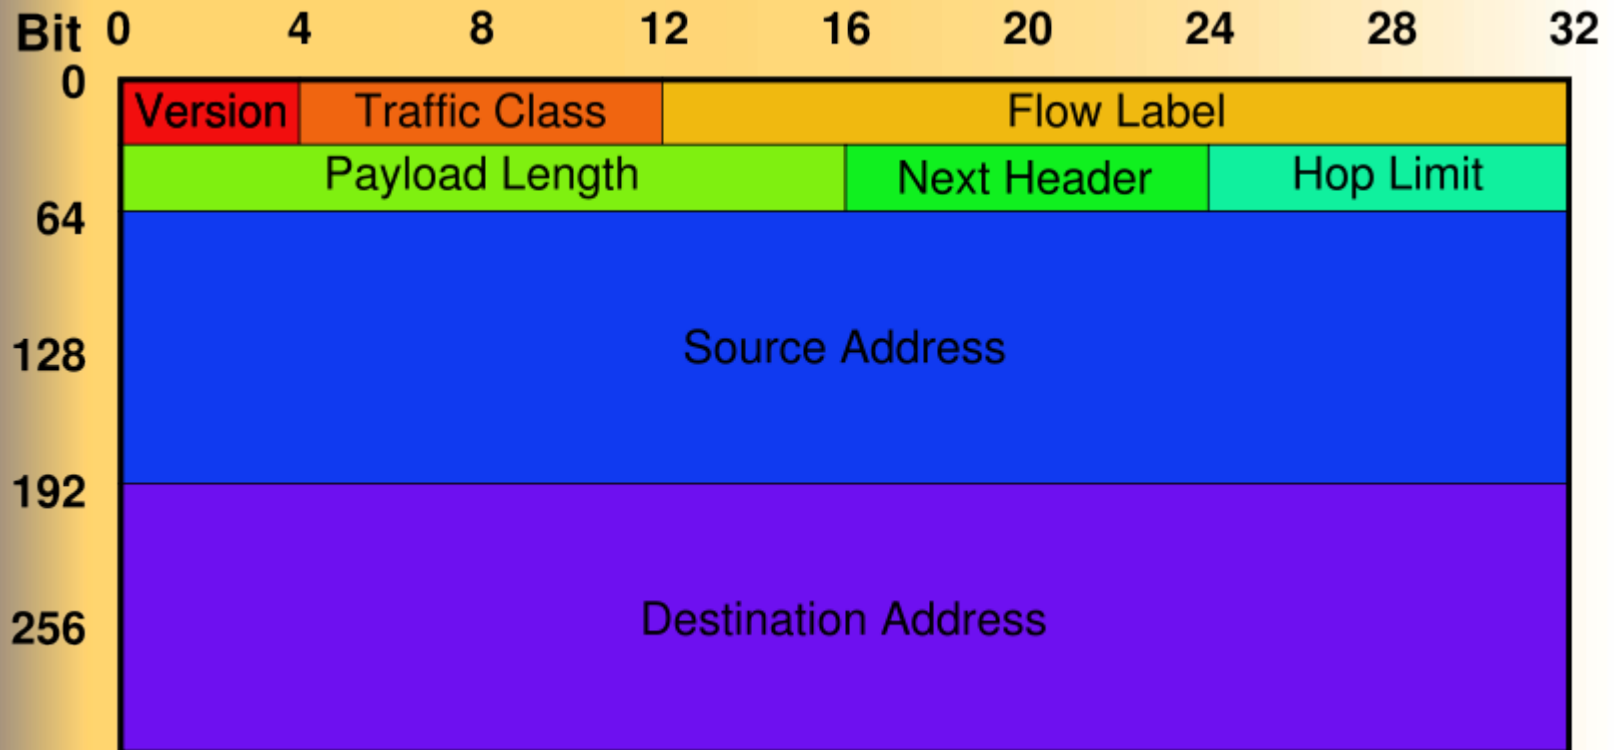 Bit 0 4 8 12 16 20 24 28 32
0
Version Traffic Class Flow Label
Payload Length Next Header Hop Limit
64
Source Address
128
192
Destination Address
256